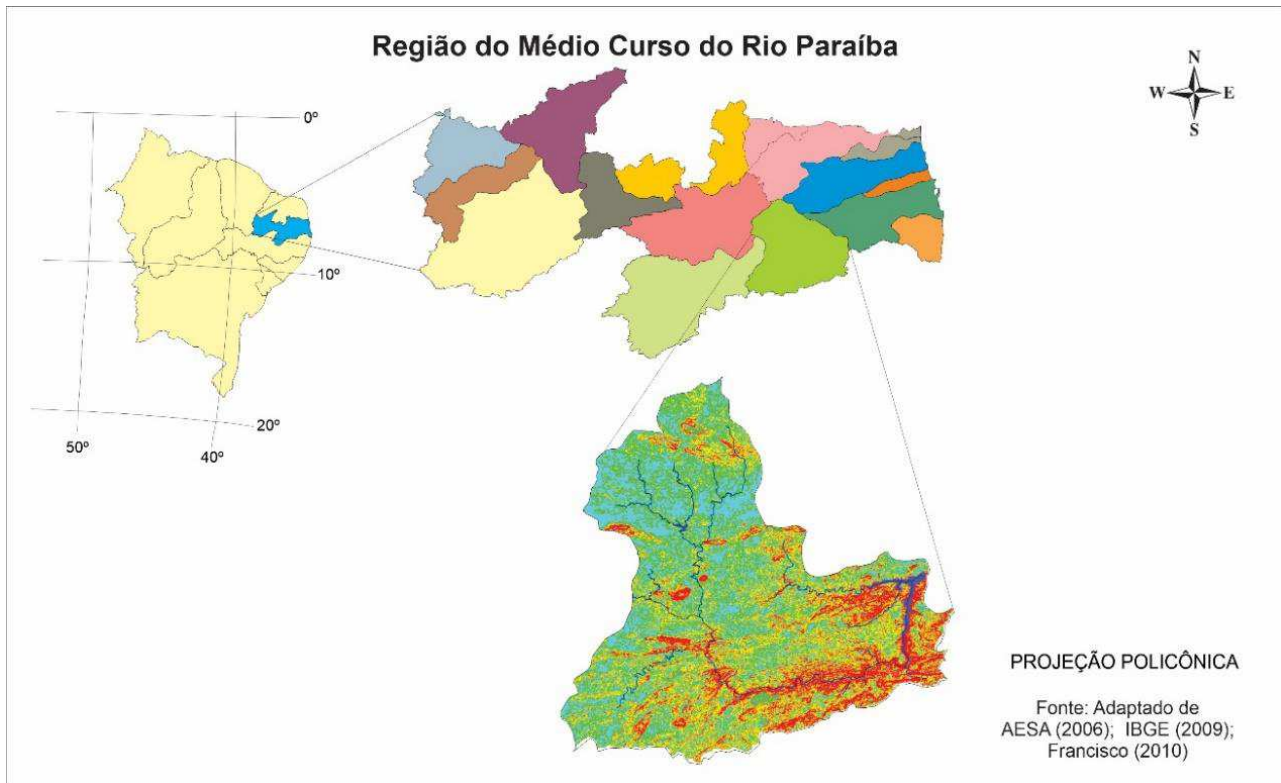 Região do Médio Curso do Rio Paraíba
N
W E
S
0º
10º
20º
50º
40º
PROJEÇÃO POLICÔNICA
Fonte: Adaptado de
AESA (2006); IBGE (2009);
Francisco (2010)